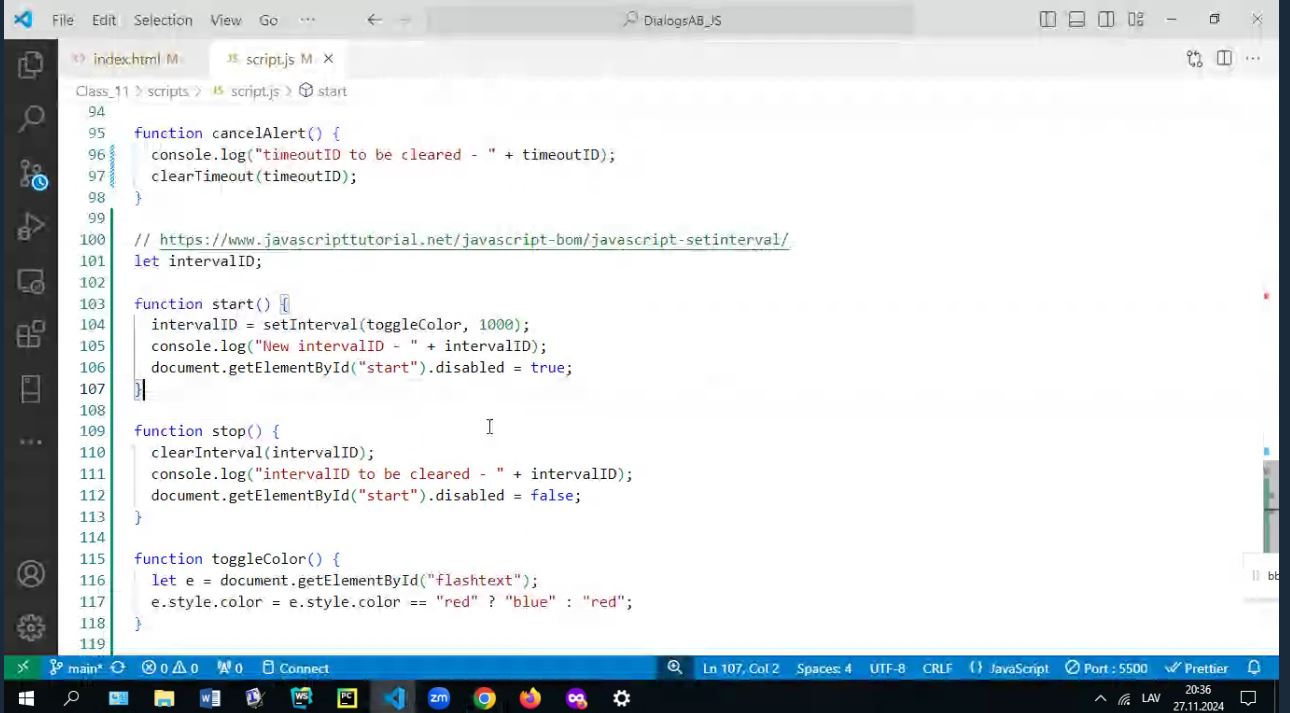 File Edit Selection View Go ··· DialogsAB_JS
index.html M JS script.js M
Class_11 > scripts > JS script.js > start
94
95 function cancelAlert() {
96 console.log("timeoutID to be cleared - " + timeoutID);
97 clearTimeout(timeoutID);
98 }
99
100 // https://www.javascripttutorial.net/javascript-bom/javascript-setinterval/
101 let intervalID;
102
103 function start() {
104 intervalID = setInterval(toggleColor, 1000);
105 console.log("New intervalID - " + intervalID);
106 document.getElementById("start").disabled = true;
107 }
108
109 function stop() {
110 clearInterval(intervalID);
111 console.log("intervalID to be cleared - " + intervalID);
112 document.getElementById("start").disabled = false;
113 }
114
115 function toggleColor() {
116 let e = document.getElementById("flashtext");
117 e.style.color = e.style.color == "red" ? "blue" : "red";
118 }
119
main* 0 0 0 Connect Ln 107, Col 2 Spaces: 4 UTF-8 CRLF {} JavaScript Port : 5500 Prettier
W WS PC zm LAV 20:36
27.11.2024